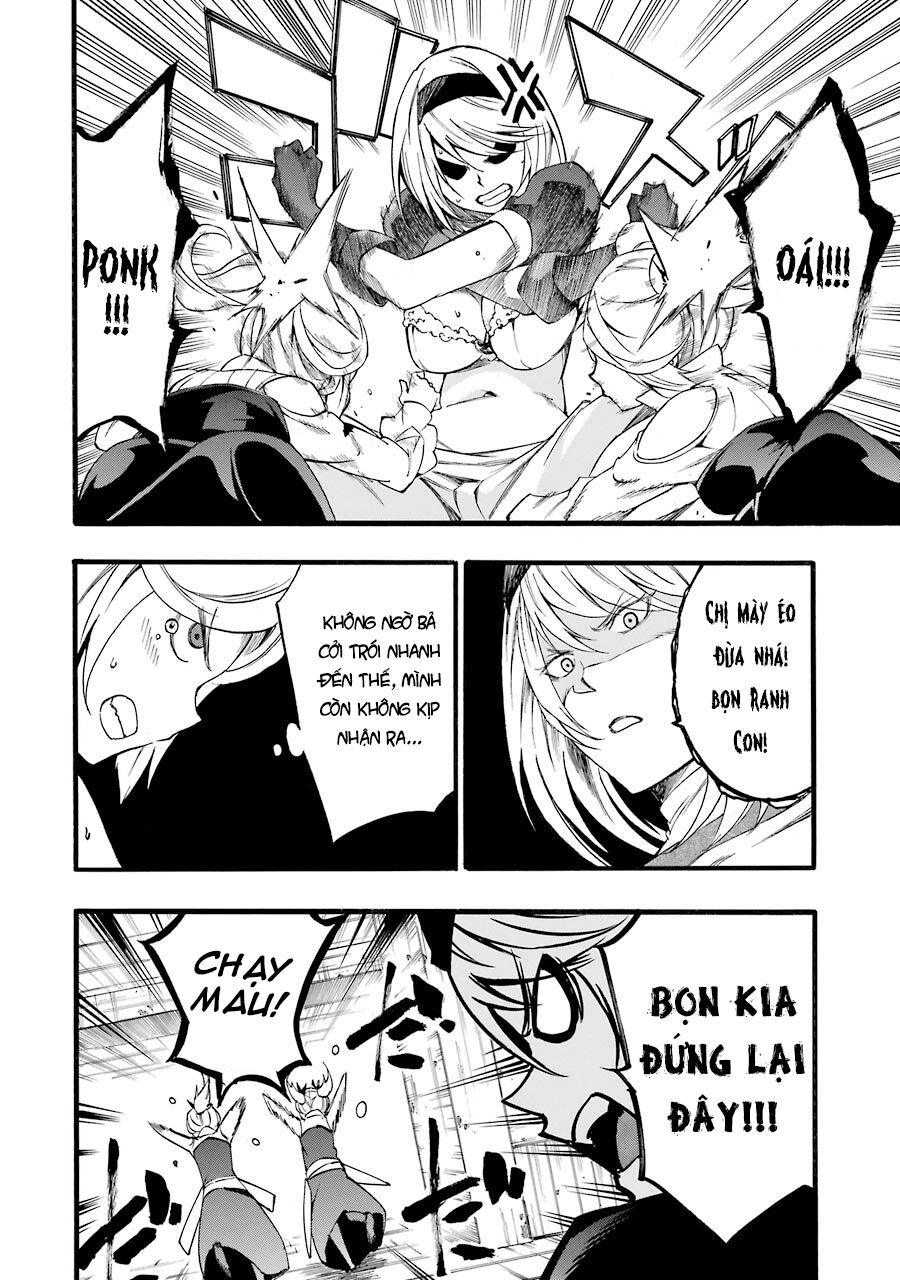 OÁI!!!
PONK
!!!
CHỊ MÀY ÉO
ĐÙA NHÁ!
BỌN RANH
CON!
KHÔNG NGỜ BẢ
CỞI TRÓI NHANH
ĐẾN THẾ, MÌNH
CÒN KHÔNG KỊP
NHẬN RA...
BỌN KIA
ĐỨNG LẠI
ĐÂY!!!
CHẠY
MAU!